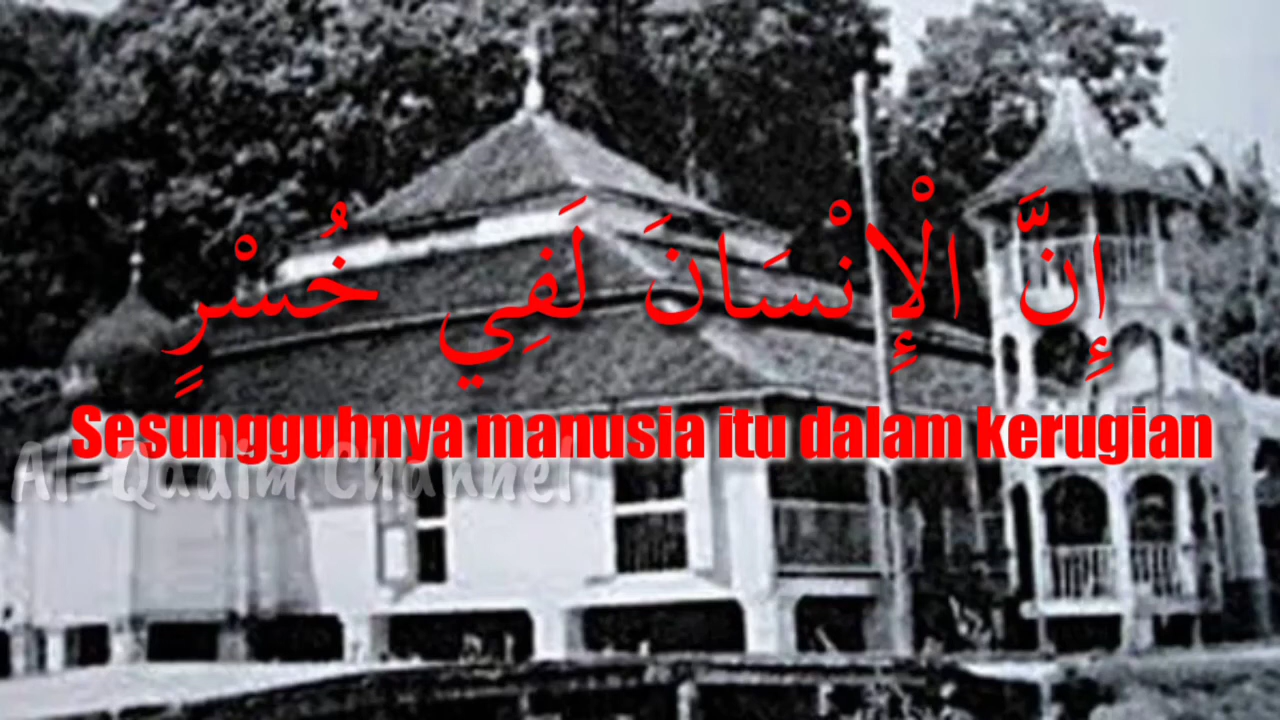 إِنَّ الْإِنْسَانَ لَفِي خُسْرٍ
Sesungguhnya manusia itu dalam kerugian
Al-Qadim Channel